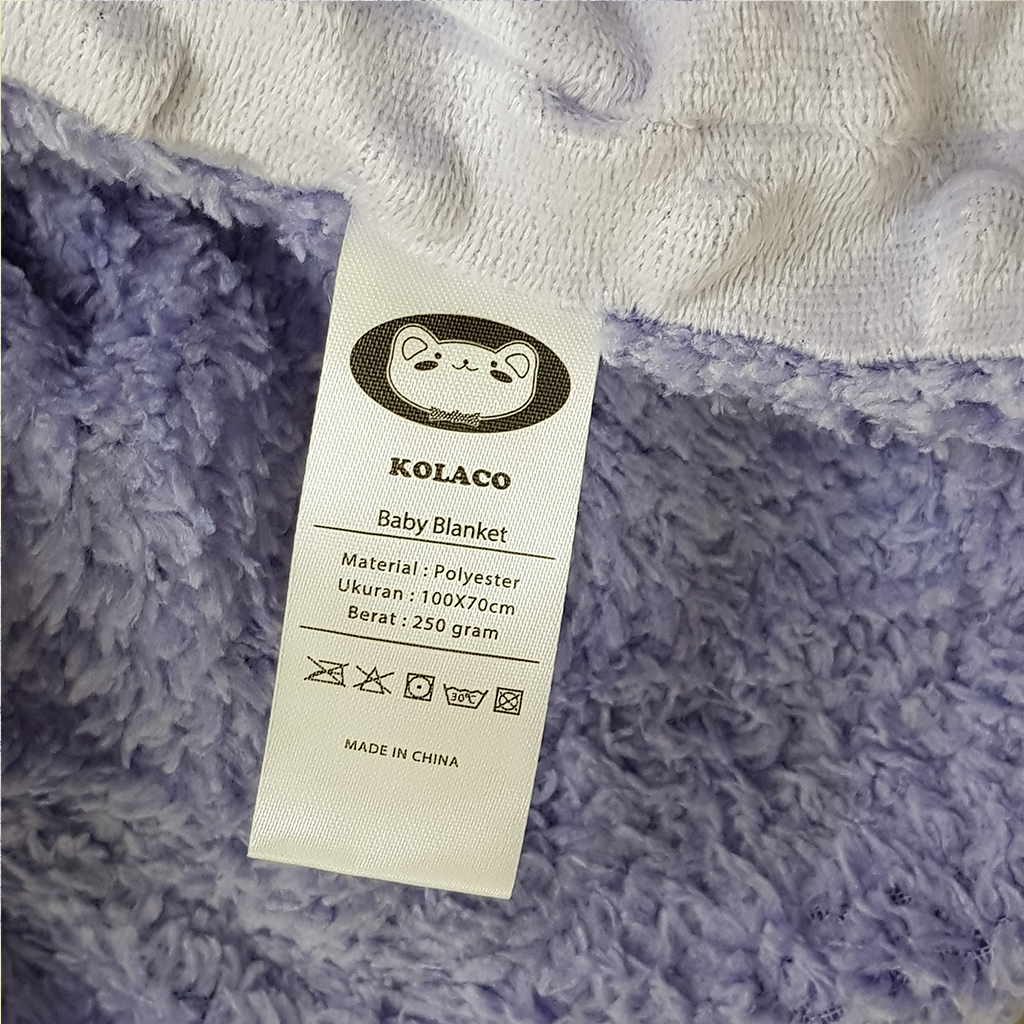 KOLACO
Baby Blanket
Material : Polyester
Ukuran : 100X70cm
Berat : 250 gram
30°C
MADE IN CHINA